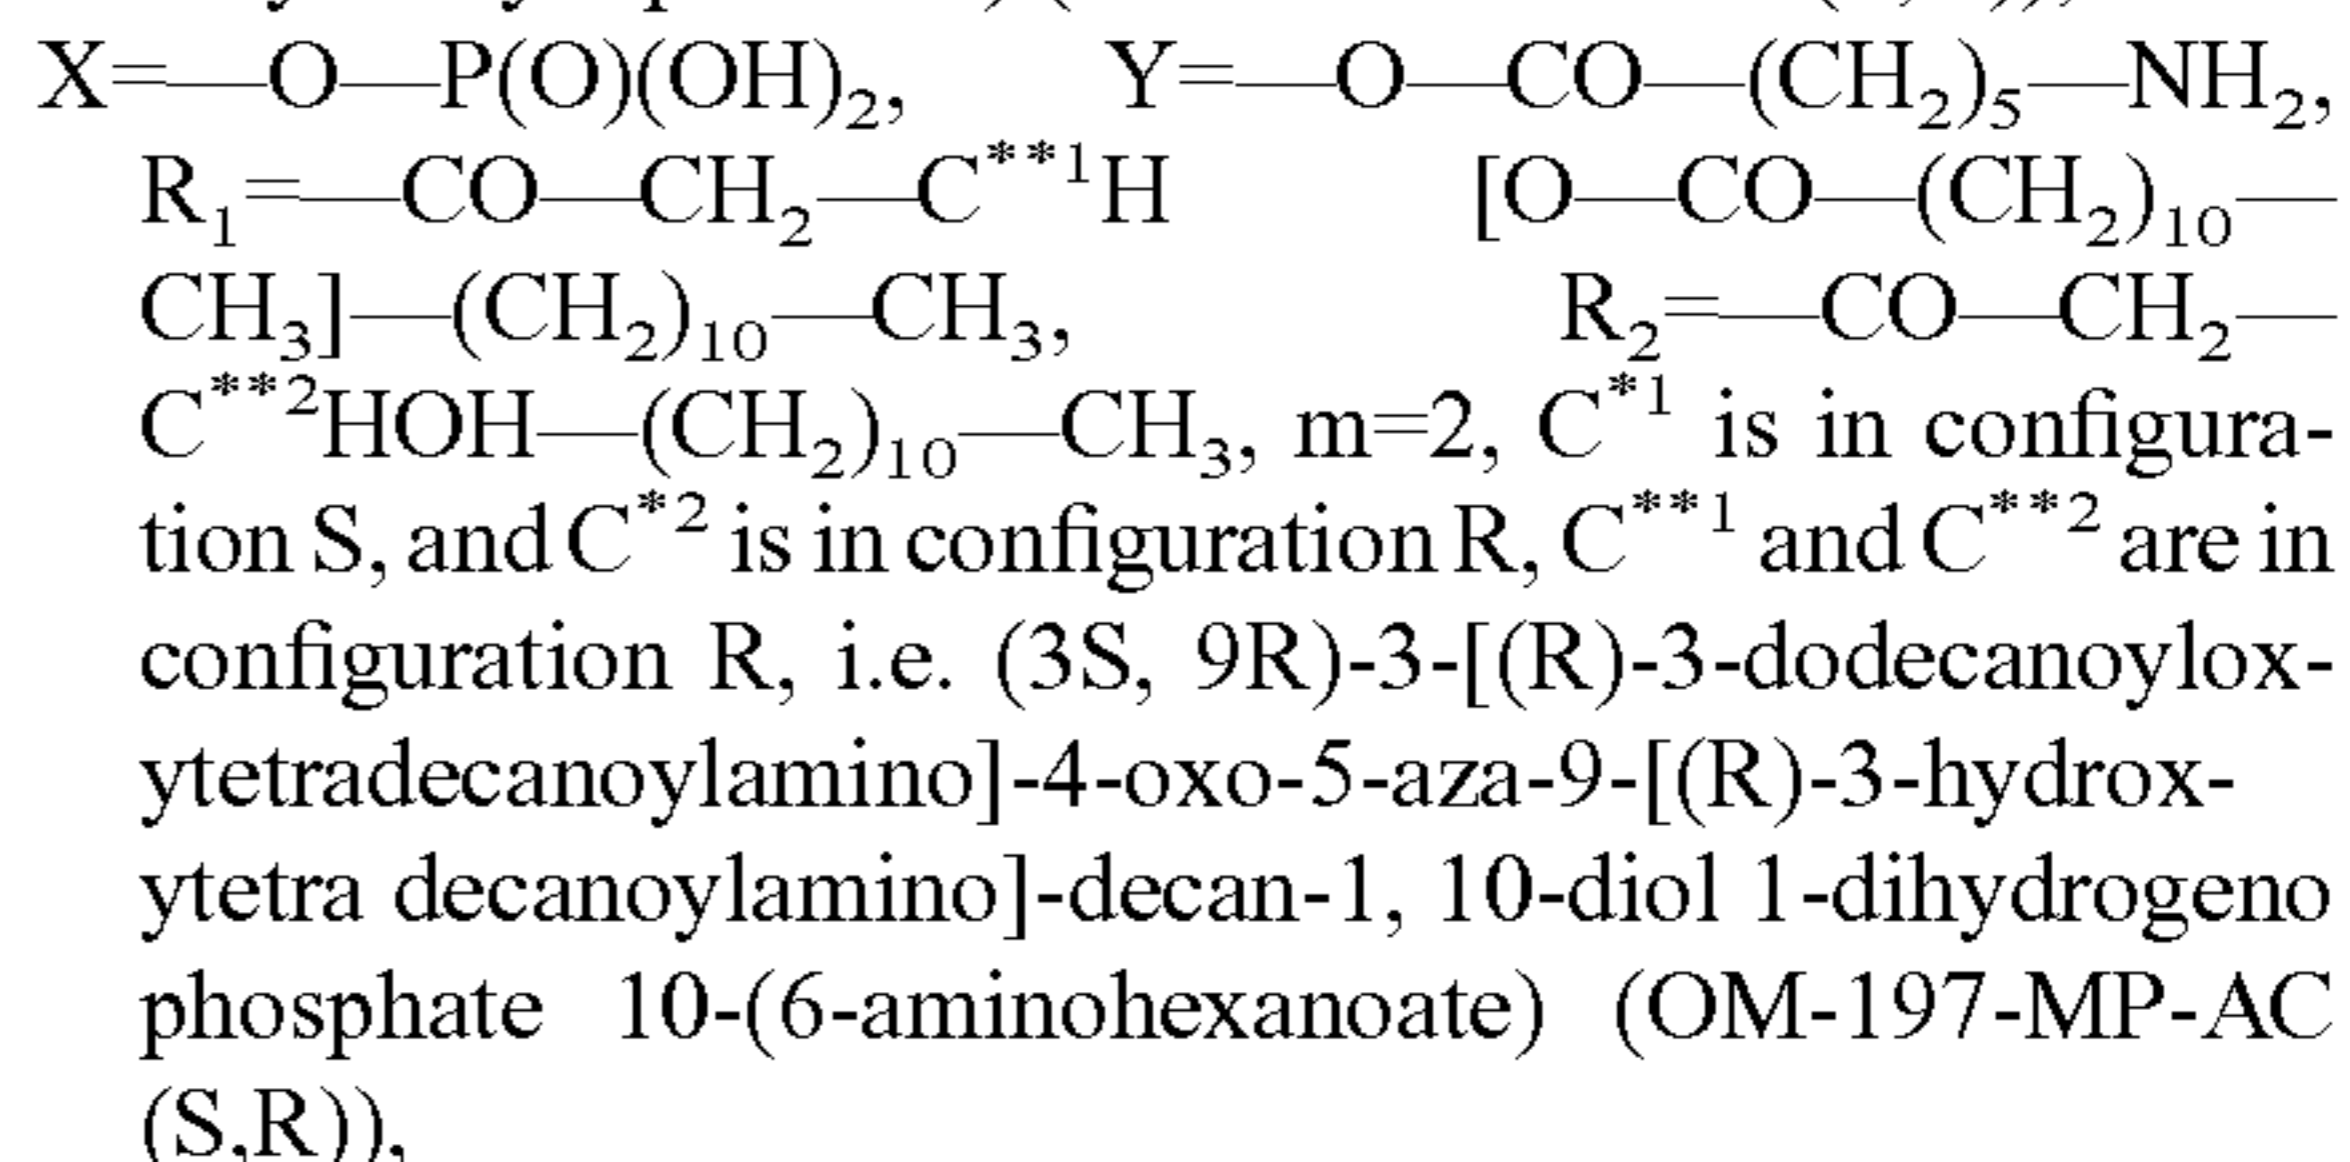 X=—O—P(O)(OH)₂, Y=—O—CO—(CH₂)₅—NH₂,
R₁=—CO—CH₂—C**¹H [O—CO—(CH₂)₁₀—
CH₃]—(CH₂)₁₀—CH₃, R₂=—CO—CH₂—
C**²HOH—(CH₂)₁₀—CH₃, m=2, C*¹ is in configura-
tion S, and C*² is in configuration R, C**¹ and C**² are in
configuration R, i.e. (3S, 9R)-3-[(R)-3-dodecanoylox-
ytetradecanoylamino]-4-oxo-5-aza-9-[(R)-3-hydrox-
ytetra decanoylamino]-decan-1, 10-diol 1-dihydrogeno
phosphate 10-(6-aminohexanoate) (OM-197-MP-AC
(S,R)),